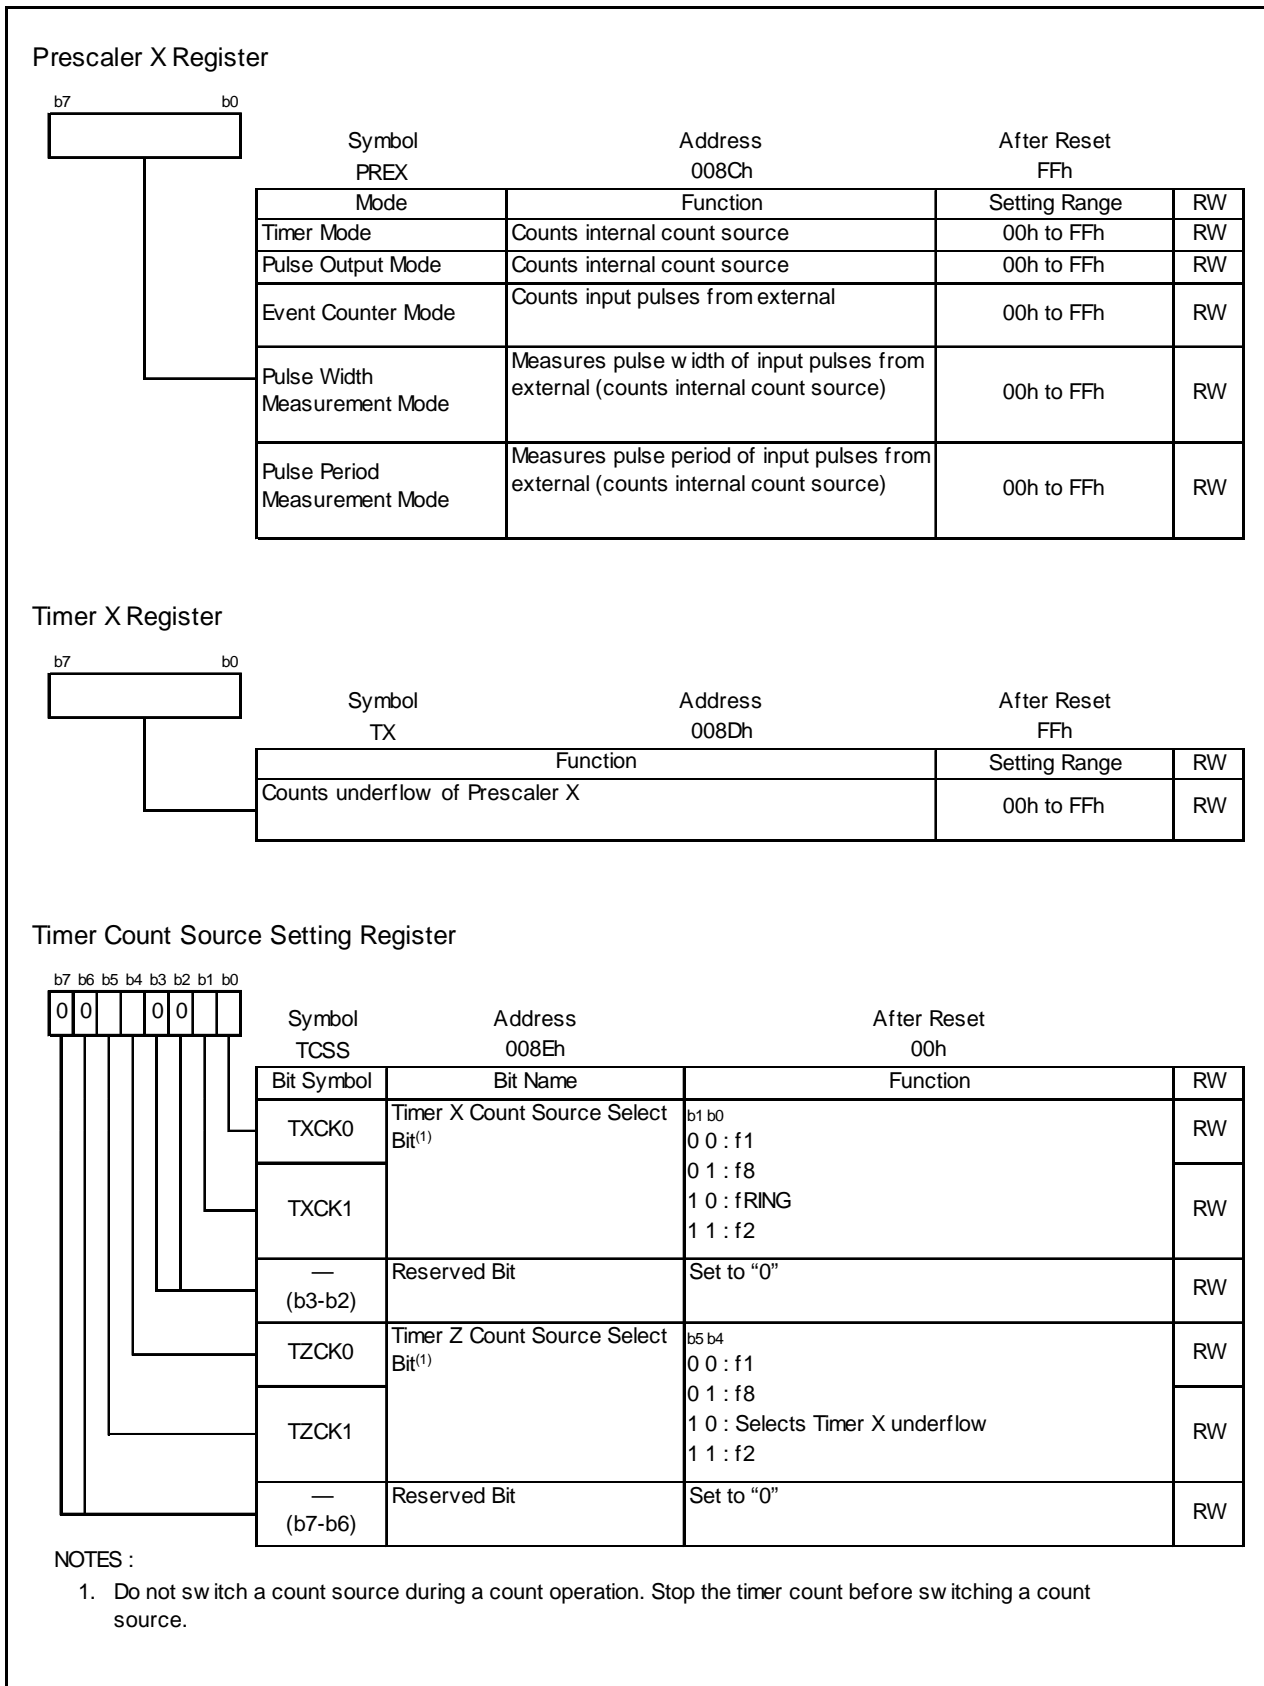 Prescaler X Register
b7 b0
Symbol Address After Reset
PREX 008Ch FFh
Mode Function Setting Range RW
Timer Mode Counts internal count source 00h to FFh RW
Pulse Output Mode Counts internal count source 00h to FFh RW
Event Counter Mode Counts input pulses from external 00h to FFh RW
Pulse Width
Measurement Mode
Measures pulse width of input pulses from
external (counts internal count source)
00h to FFh RW
Pulse Period
Measurement Mode
Measures pulse period of input pulses from
external (counts internal count source)
00h to FFh RW
Timer X Register
b7 b0
Symbol Address After Reset
TX 008Dh FFh
Function Setting Range RW
Counts underflow of Prescaler X 00h to FFh RW
Timer Count Source Setting Register
b7 b6 b5 b4 b3 b2 b1 b0
0 0 0 0
Symbol Address After Reset
TCSS 008Eh 00h
Bit Symbol Bit Name Function RW
TXCK0 Timer X Count Source Select
Bit(1)
b1 b0
0 0 : f1
0 1 : f8
1 0 : fRING
1 1 : f2
RW
TXCK1 RW
—
(b3-b2)
Reserved Bit Set to “0” RW
TZCK0 Timer Z Count Source Select
Bit(1)
b5 b4
0 0 : f1
0 1 : f8
1 0 : Selects Timer X underflow
1 1 : f2
RW
TZCK1 RW
—
(b7-b6)
Reserved Bit Set to “0” RW
NOTES :
1. Do not switch a count source during a count operation. Stop the timer count before switching a count
source.